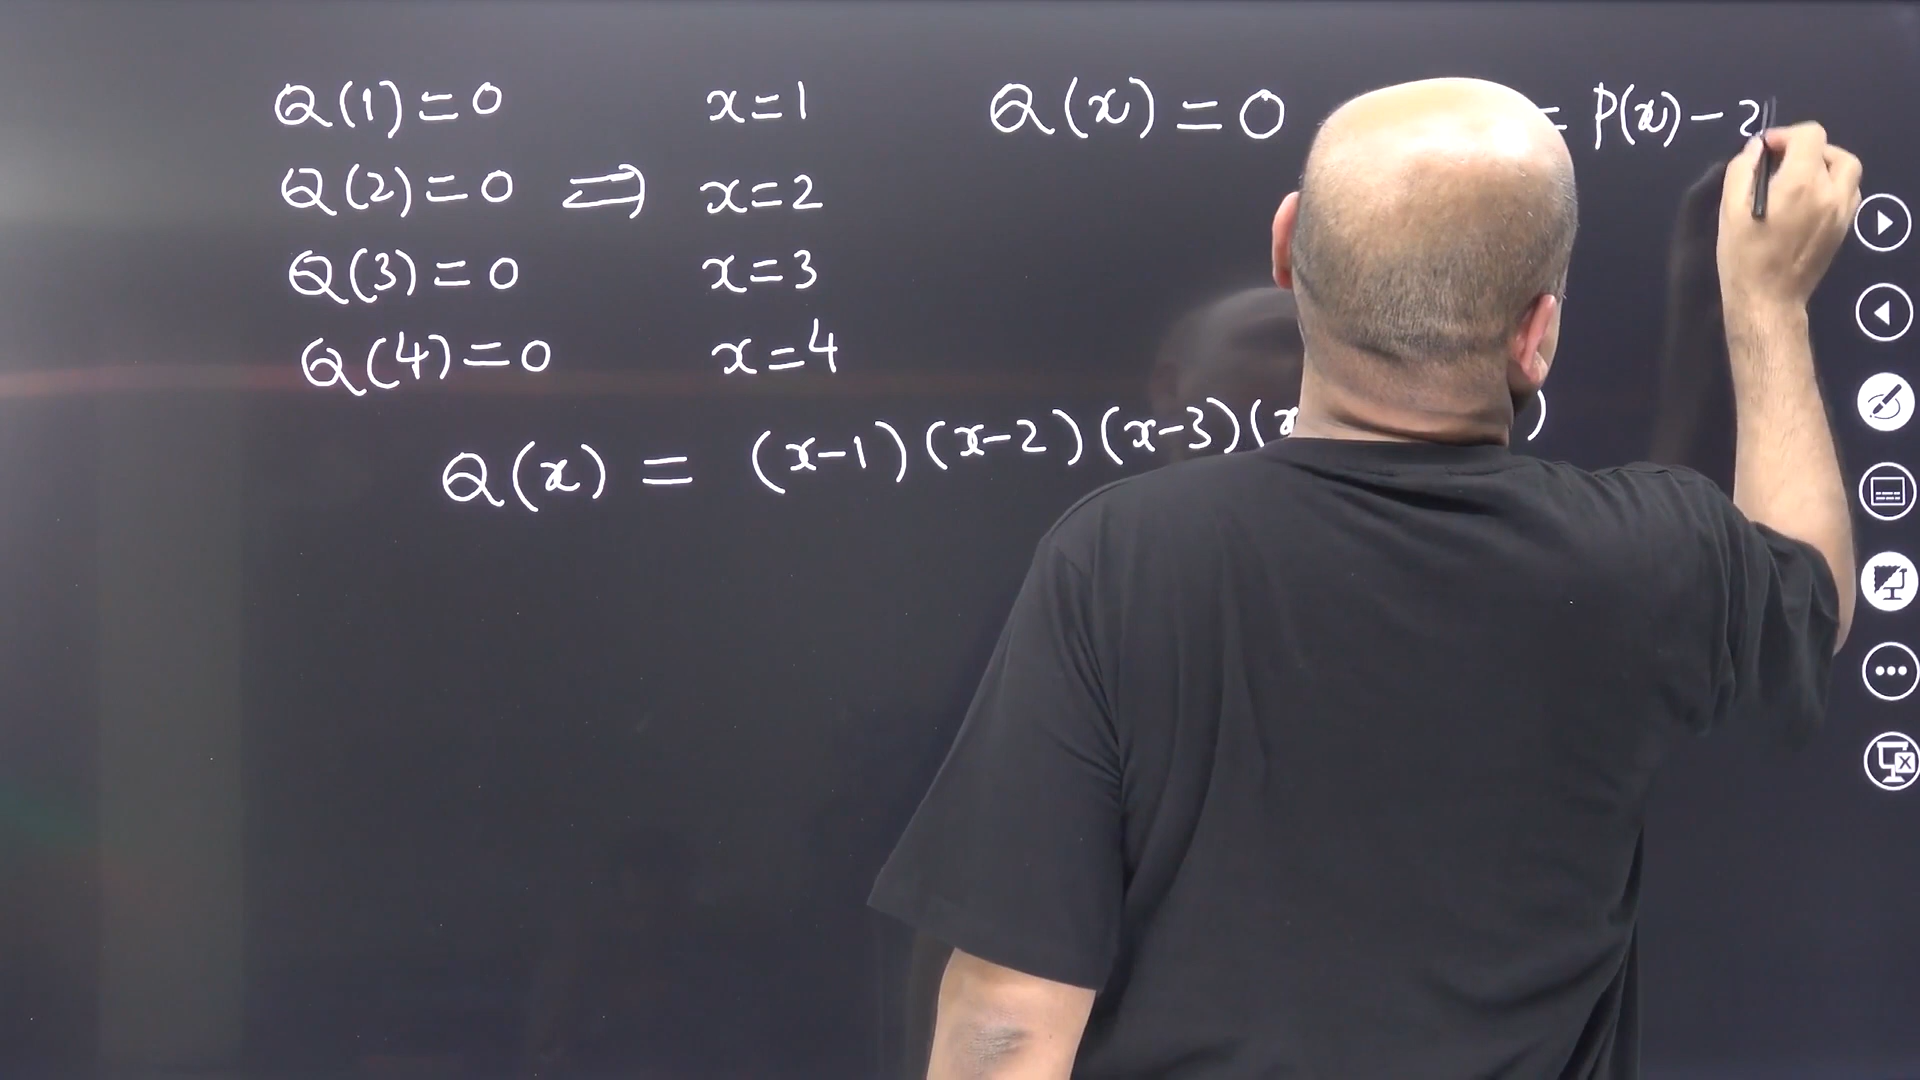 Q(1)=0 x=1 Q(x)=0 = P(x)-2
Q(2)=0 ⇒ x=2
Q(3)=0 x=3
Q(4)=0 x=4
Q(x) = (x-1)(x-2)(x-3)(x )